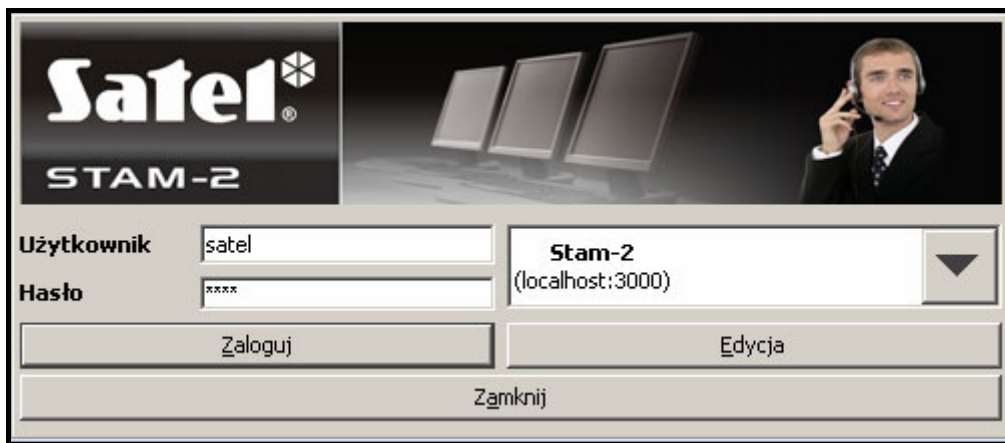 Satel®
STAM-2
Użytkownik
satel
Hasło
****
Stam-2
(localhost:3000)
Zaloguj
Edycja
Zamknij